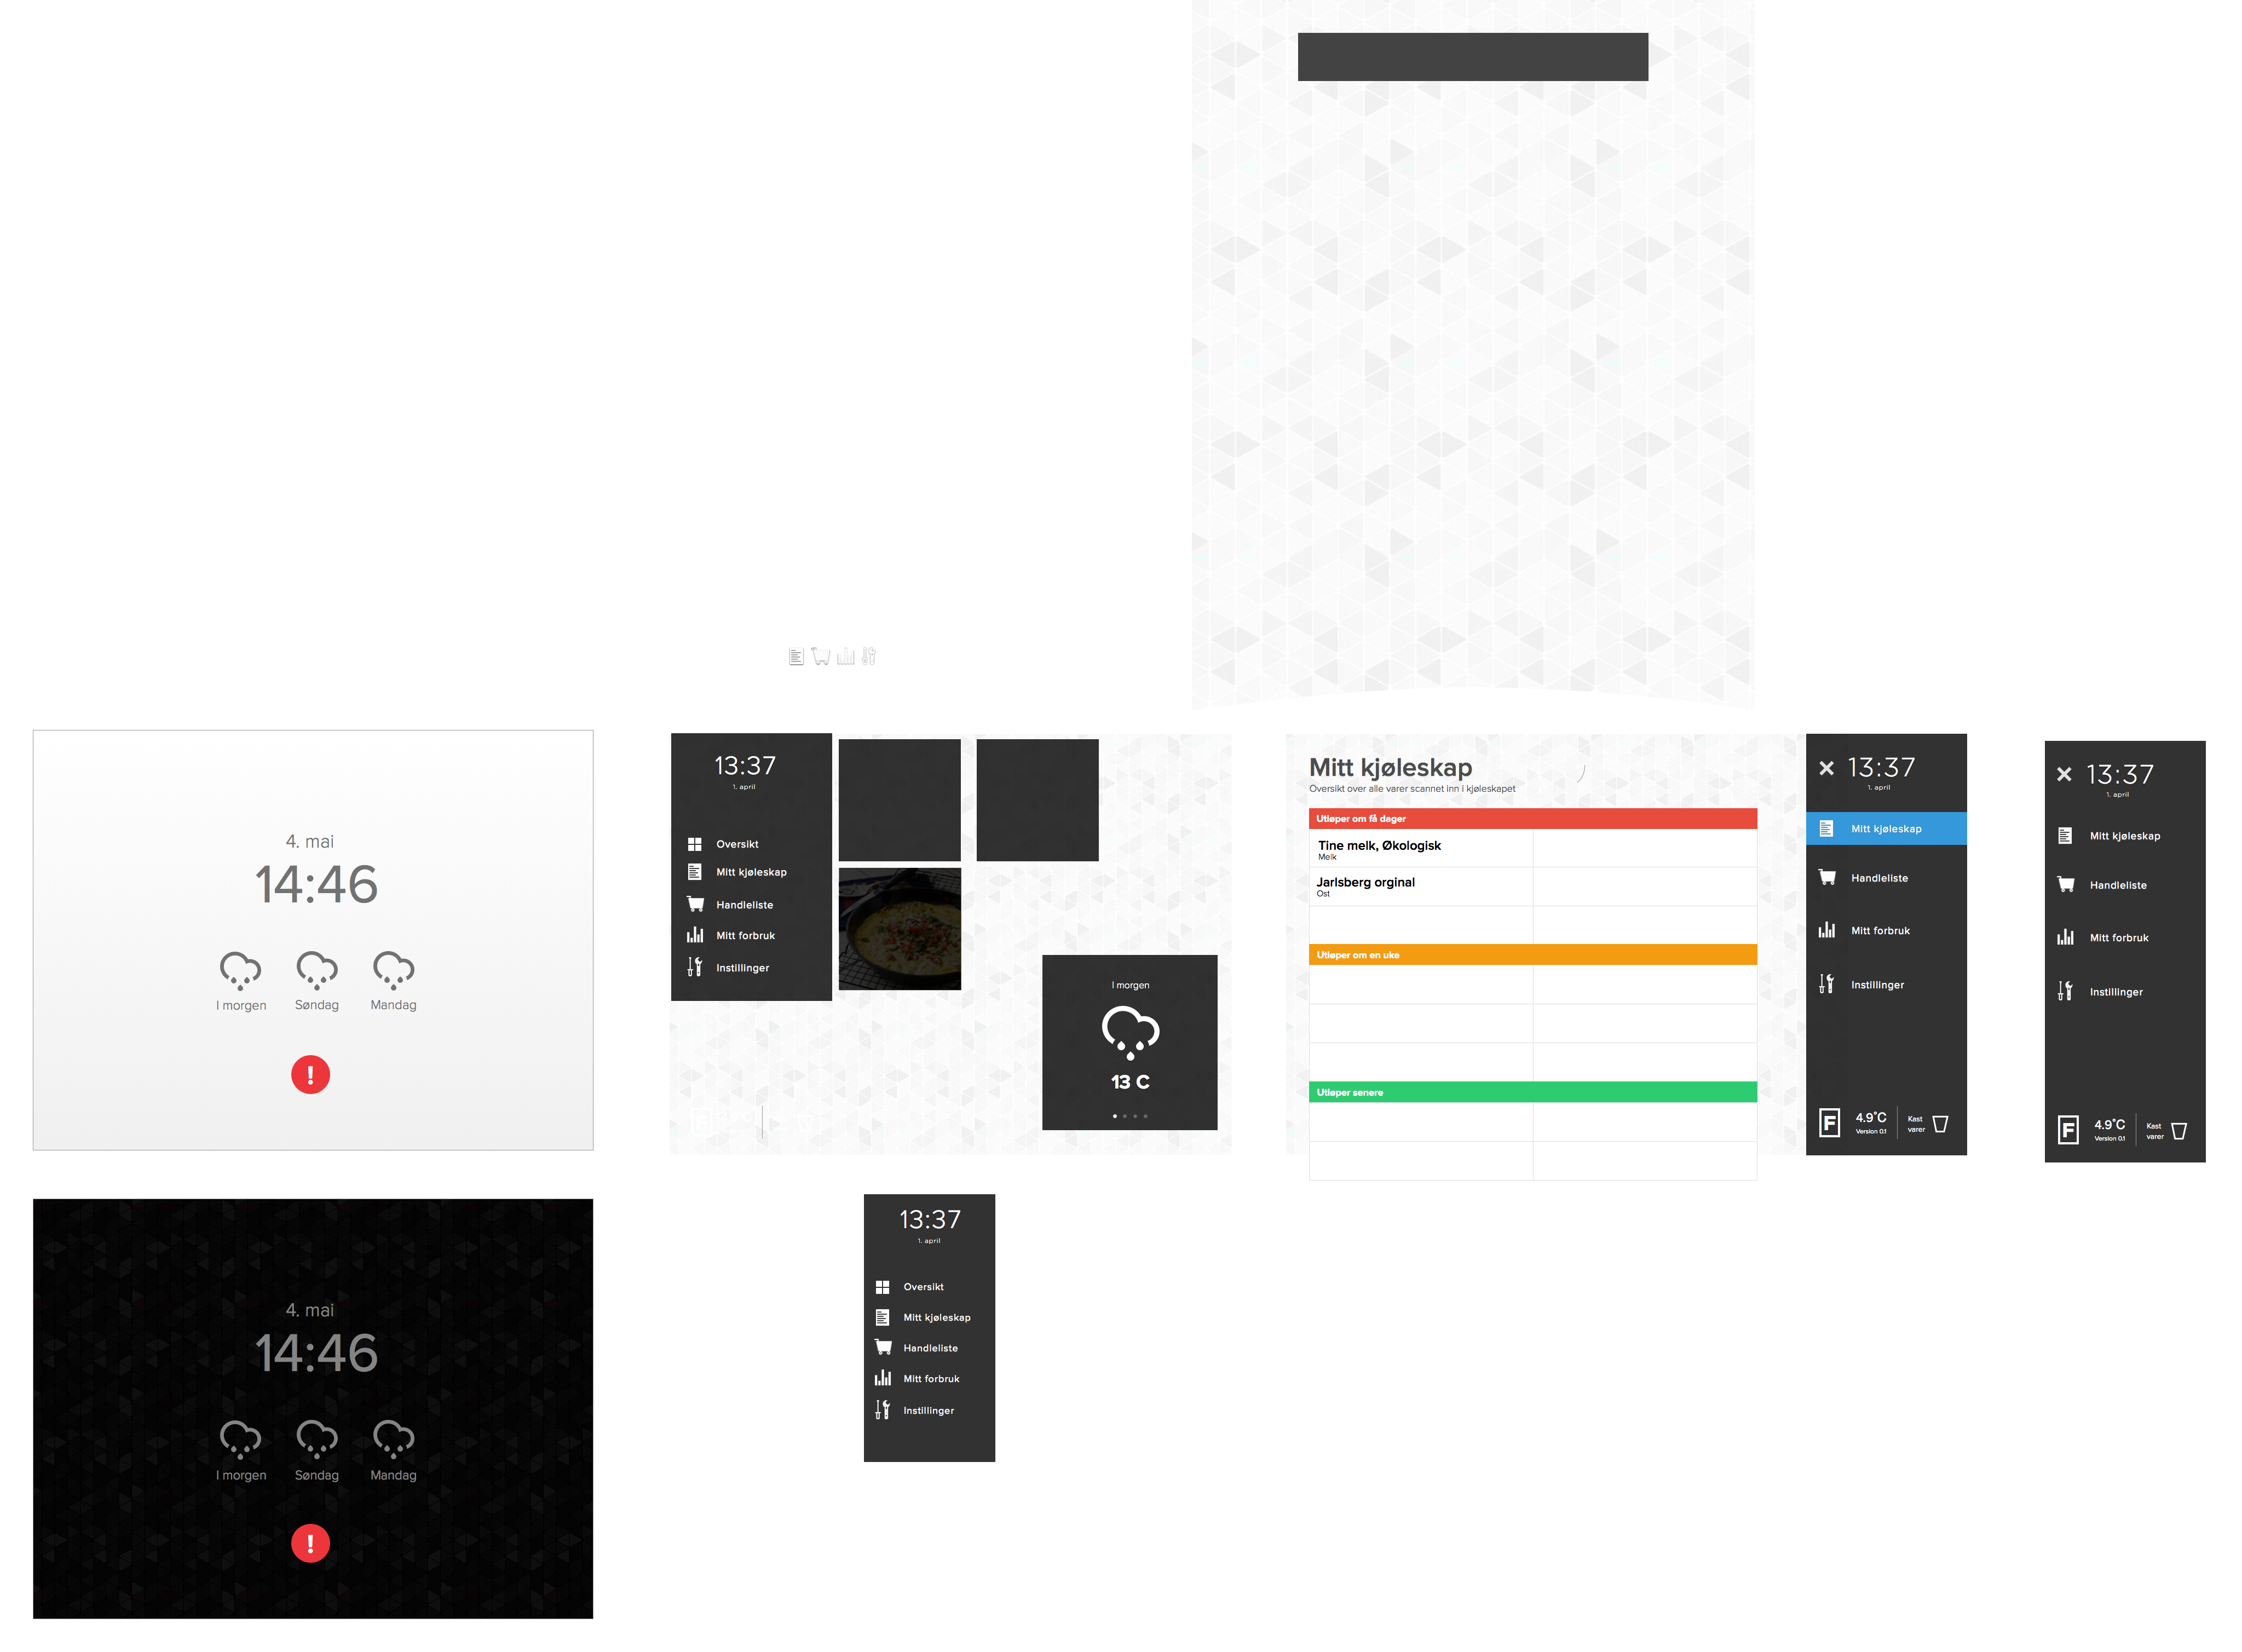 4. mai
14:46
I morgen
Søndag
Mandag
!
13:37
1. april
Oversikt
Mitt kjøleskap
Handleliste
Mitt forbruk
Instillinger
I morgen
13 C
Mitt kjøleskap
Oversikt over alle varer scannet inn i kjøleskapet
Utløper om få dager
Tine melk, Økologisk
Melk
Jarlsberg orginal
Ost
Utløper om en uke
Utløper senere
13:37
1. april
Mitt kjøleskap
Handleliste
Mitt forbruk
Instillinger
F
4.9°C
Version 0.1
Kast
varer
13:37
1. april
Mitt kjøleskap
Handleliste
Mitt forbruk
Instillinger
F
4.9°C
Version 0.1
Kast
varer
4. mai
14:46
I morgen
Søndag
Mandag
!
13:37
1. april
Oversikt
Mitt kjøleskap
Handleliste
Mitt forbruk
Instillinger